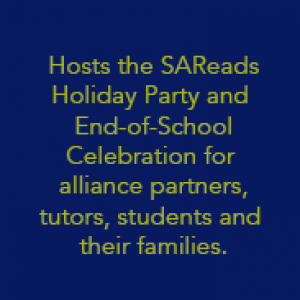 Hosts the SAReads
Holiday Party and
End-of-School
Celebration for
alliance partners,
tutors, students and
their families.